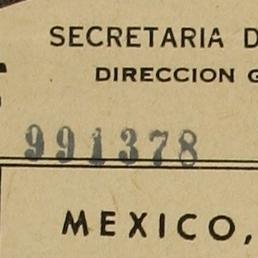 SECRETARIA D
DIRECCION G
991378
MEXICO,